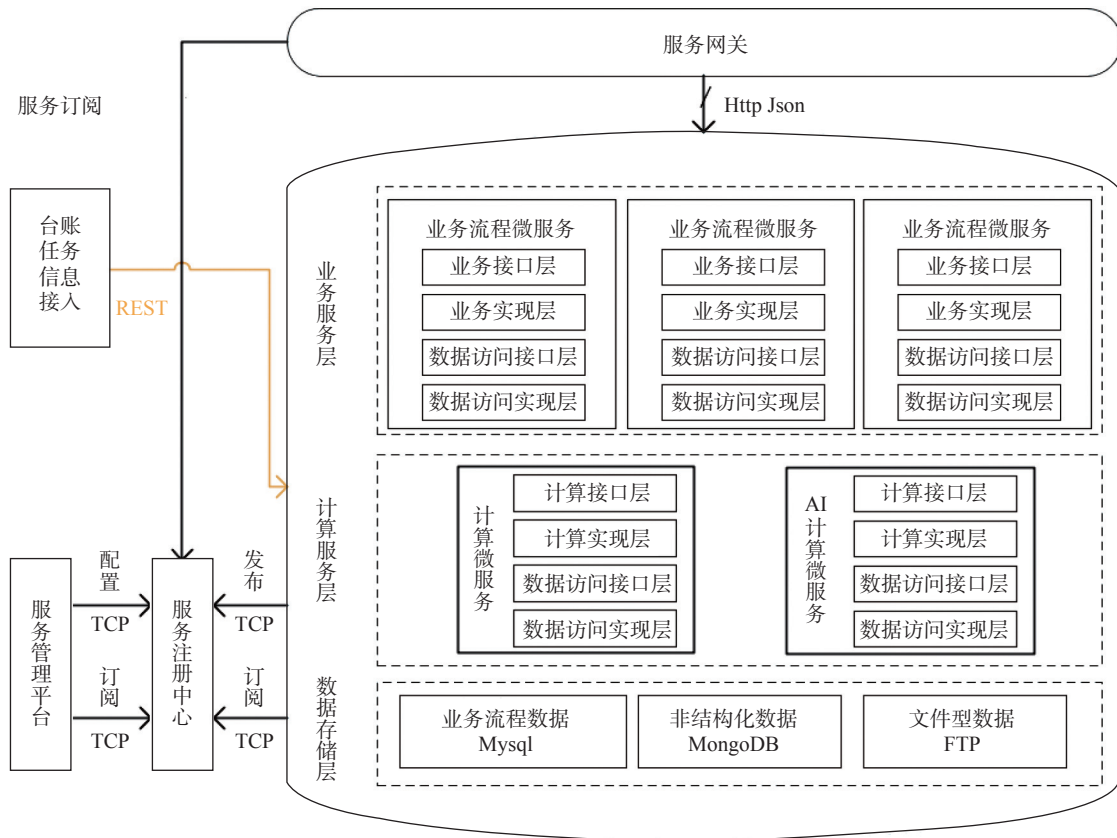 服务网关
Http Json
服务订阅
台账
任务
信息
接入
REST
业务服务层
业务流程微服务
业务接口层
业务实现层
数据访问接口层
数据访问实现层
业务流程微服务
业务接口层
业务实现层
数据访问接口层
数据访问实现层
业务流程微服务
业务接口层
业务实现层
数据访问接口层
数据访问实现层
计算服务层
计算微服务
计算接口层
计算实现层
数据访问接口层
数据访问实现层
AI
计算微服务
计算接口层
计算实现层
数据访问接口层
数据访问实现层
服务管理平台
配置
TCP
订阅
TCP
服务注册中心
发布
TCP
订阅
TCP
数据存储层
业务流程数据
Mysql
非结构化数据
MongoDB
文件型数据
FTP